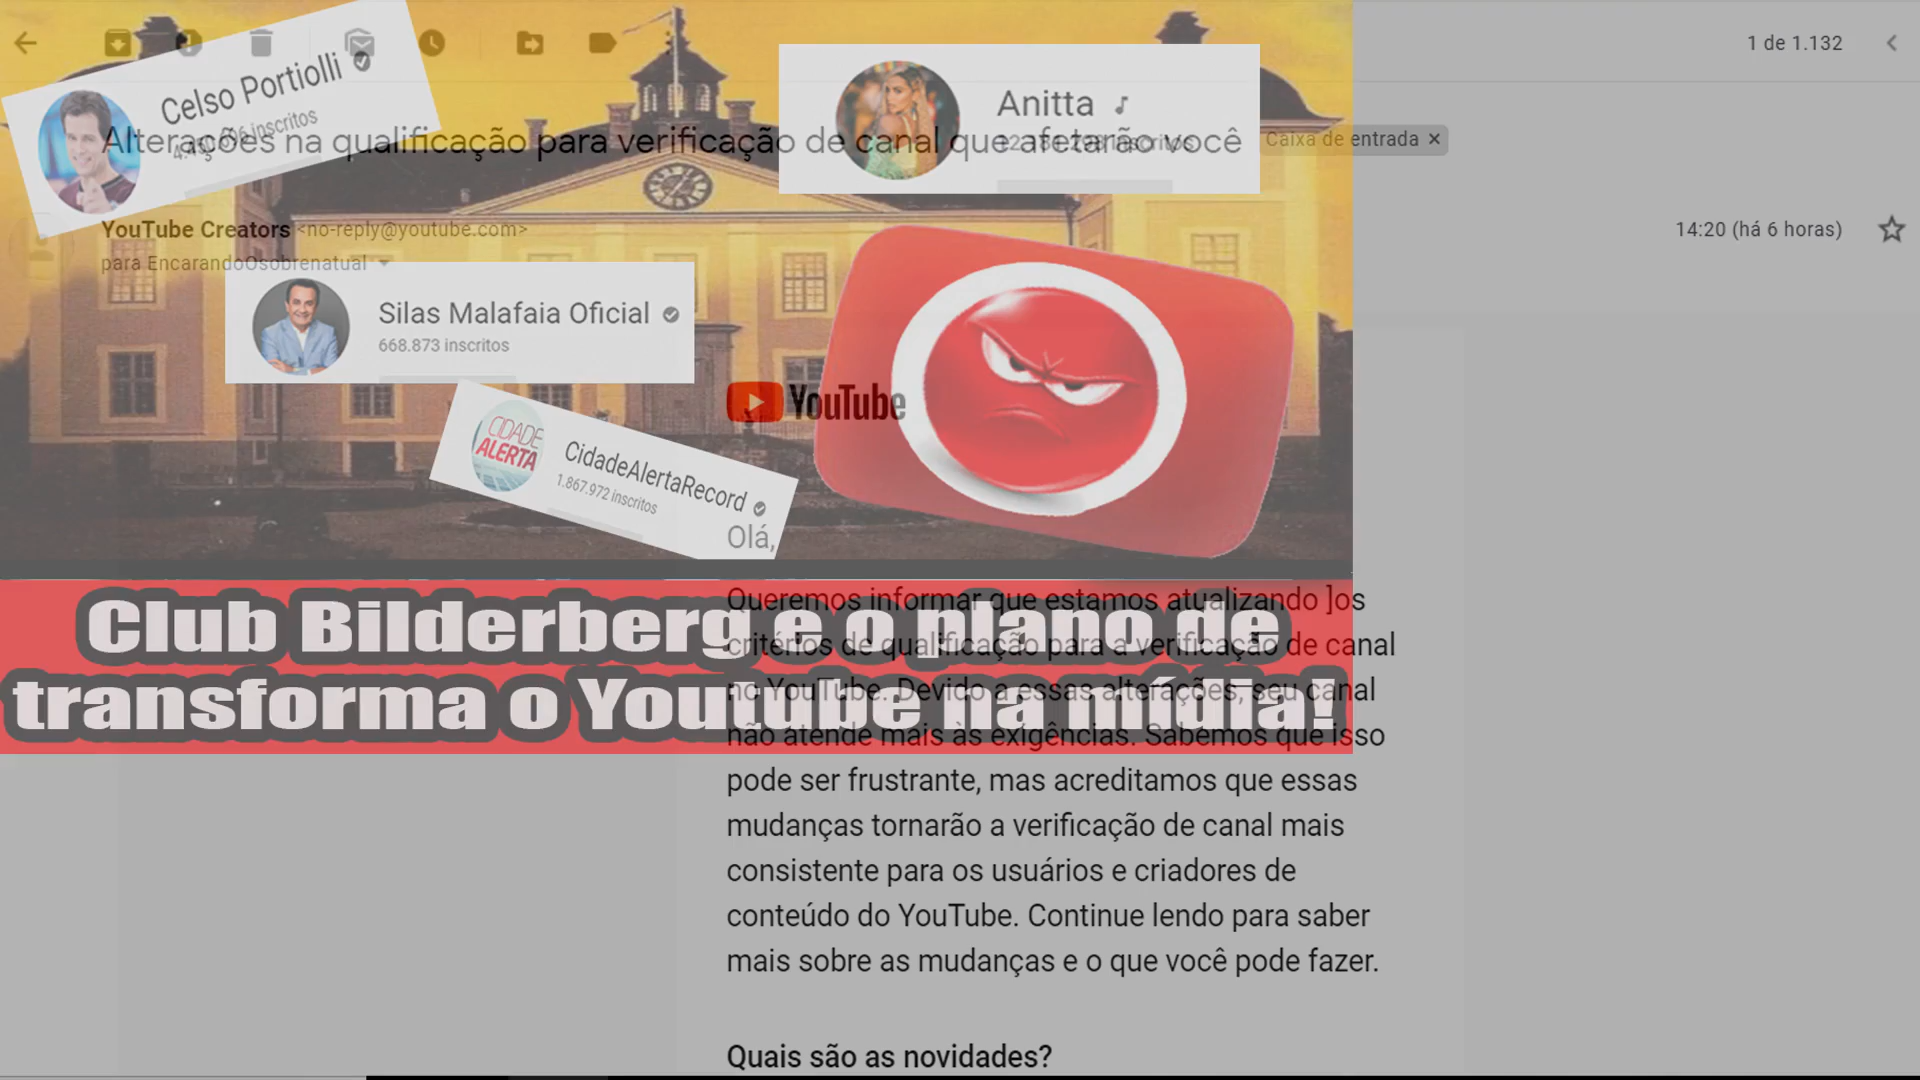 1 de 1.132
Celso Portiolli
inscritos
Anitta
inscritos
Alterações na qualificação para verificação de canal que afetarão você
Caixa de entrada ×
YouTube Creators <no-reply@youtube.com>
14:20 (há 6 horas)
para EncarandoOsobrenatual
Silas Malafaia Oficial
668.873 inscritos
YouTube
CIDADE
ALERTA
CidadeAlertaRecord
1.867.972 inscritos
Olá,
Club Bilderberg e o plano de
transforma o Youtube na mídia!
Queremos informar que estamos atualizando ]os
critérios de qualificação para a verificação de canal
no YouTube. Devido a essas alterações, seu canal
não atende mais às exigências. Sabemos que isso
pode ser frustrante, mas acreditamos que essas
mudanças tornarão a verificação de canal mais
consistente para os usuários e criadores de
conteúdo do YouTube. Continue lendo para saber
mais sobre as mudanças e o que você pode fazer.
Quais são as novidades?